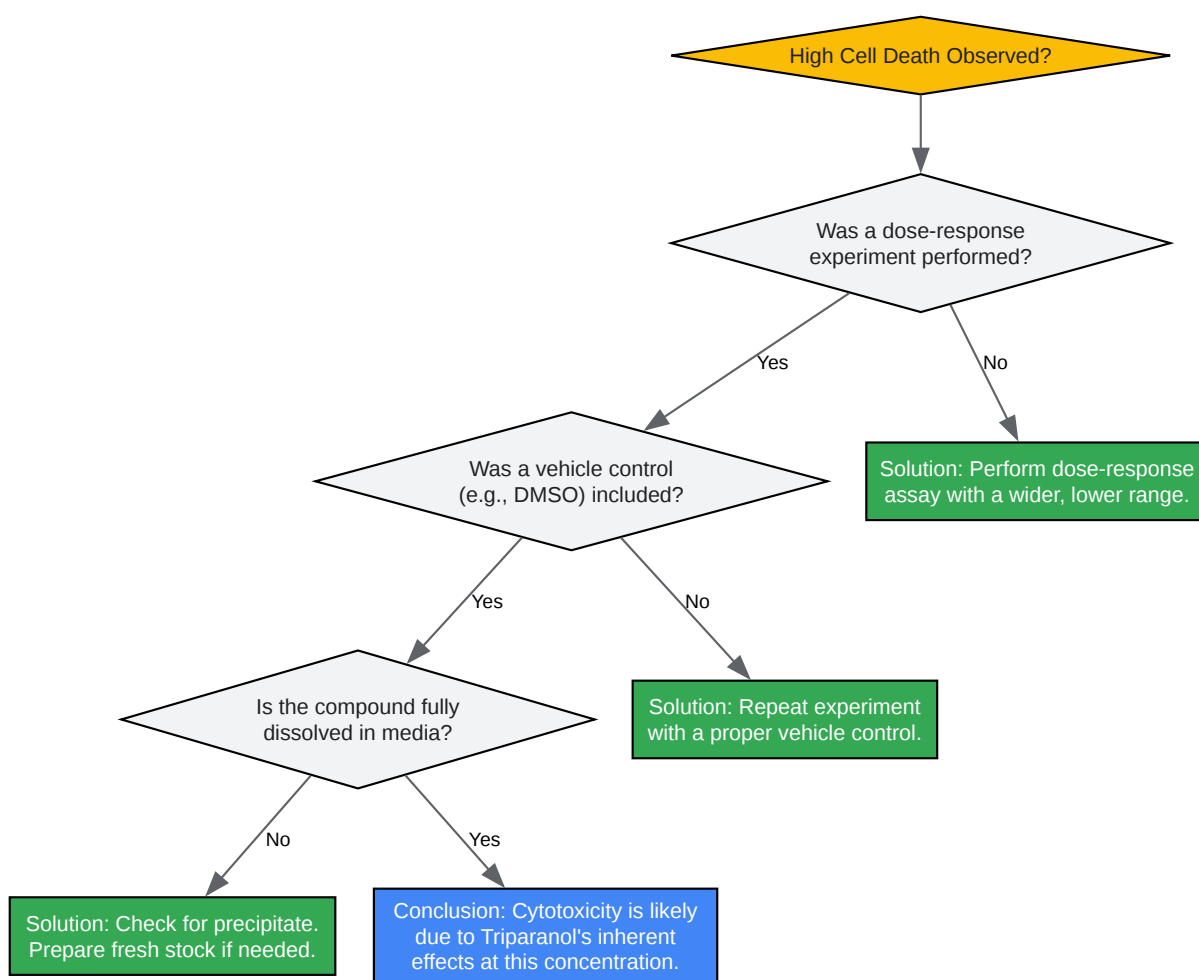 High Cell Death Observed?
Was a dose-response
experiment performed?
Yes
No
Was a vehicle control
(e.g., DMSO) included?
Solution: Perform dose-response
assay with a wider, lower range.
Yes
No
Is the compound fully
dissolved in media?
Solution: Repeat experiment
with a proper vehicle control.
No
Yes
Solution: Check for precipitate.
Prepare fresh stock if needed.
Conclusion: Cytotoxicity is likely
due to Triparanol's inherent
effects at this concentration.